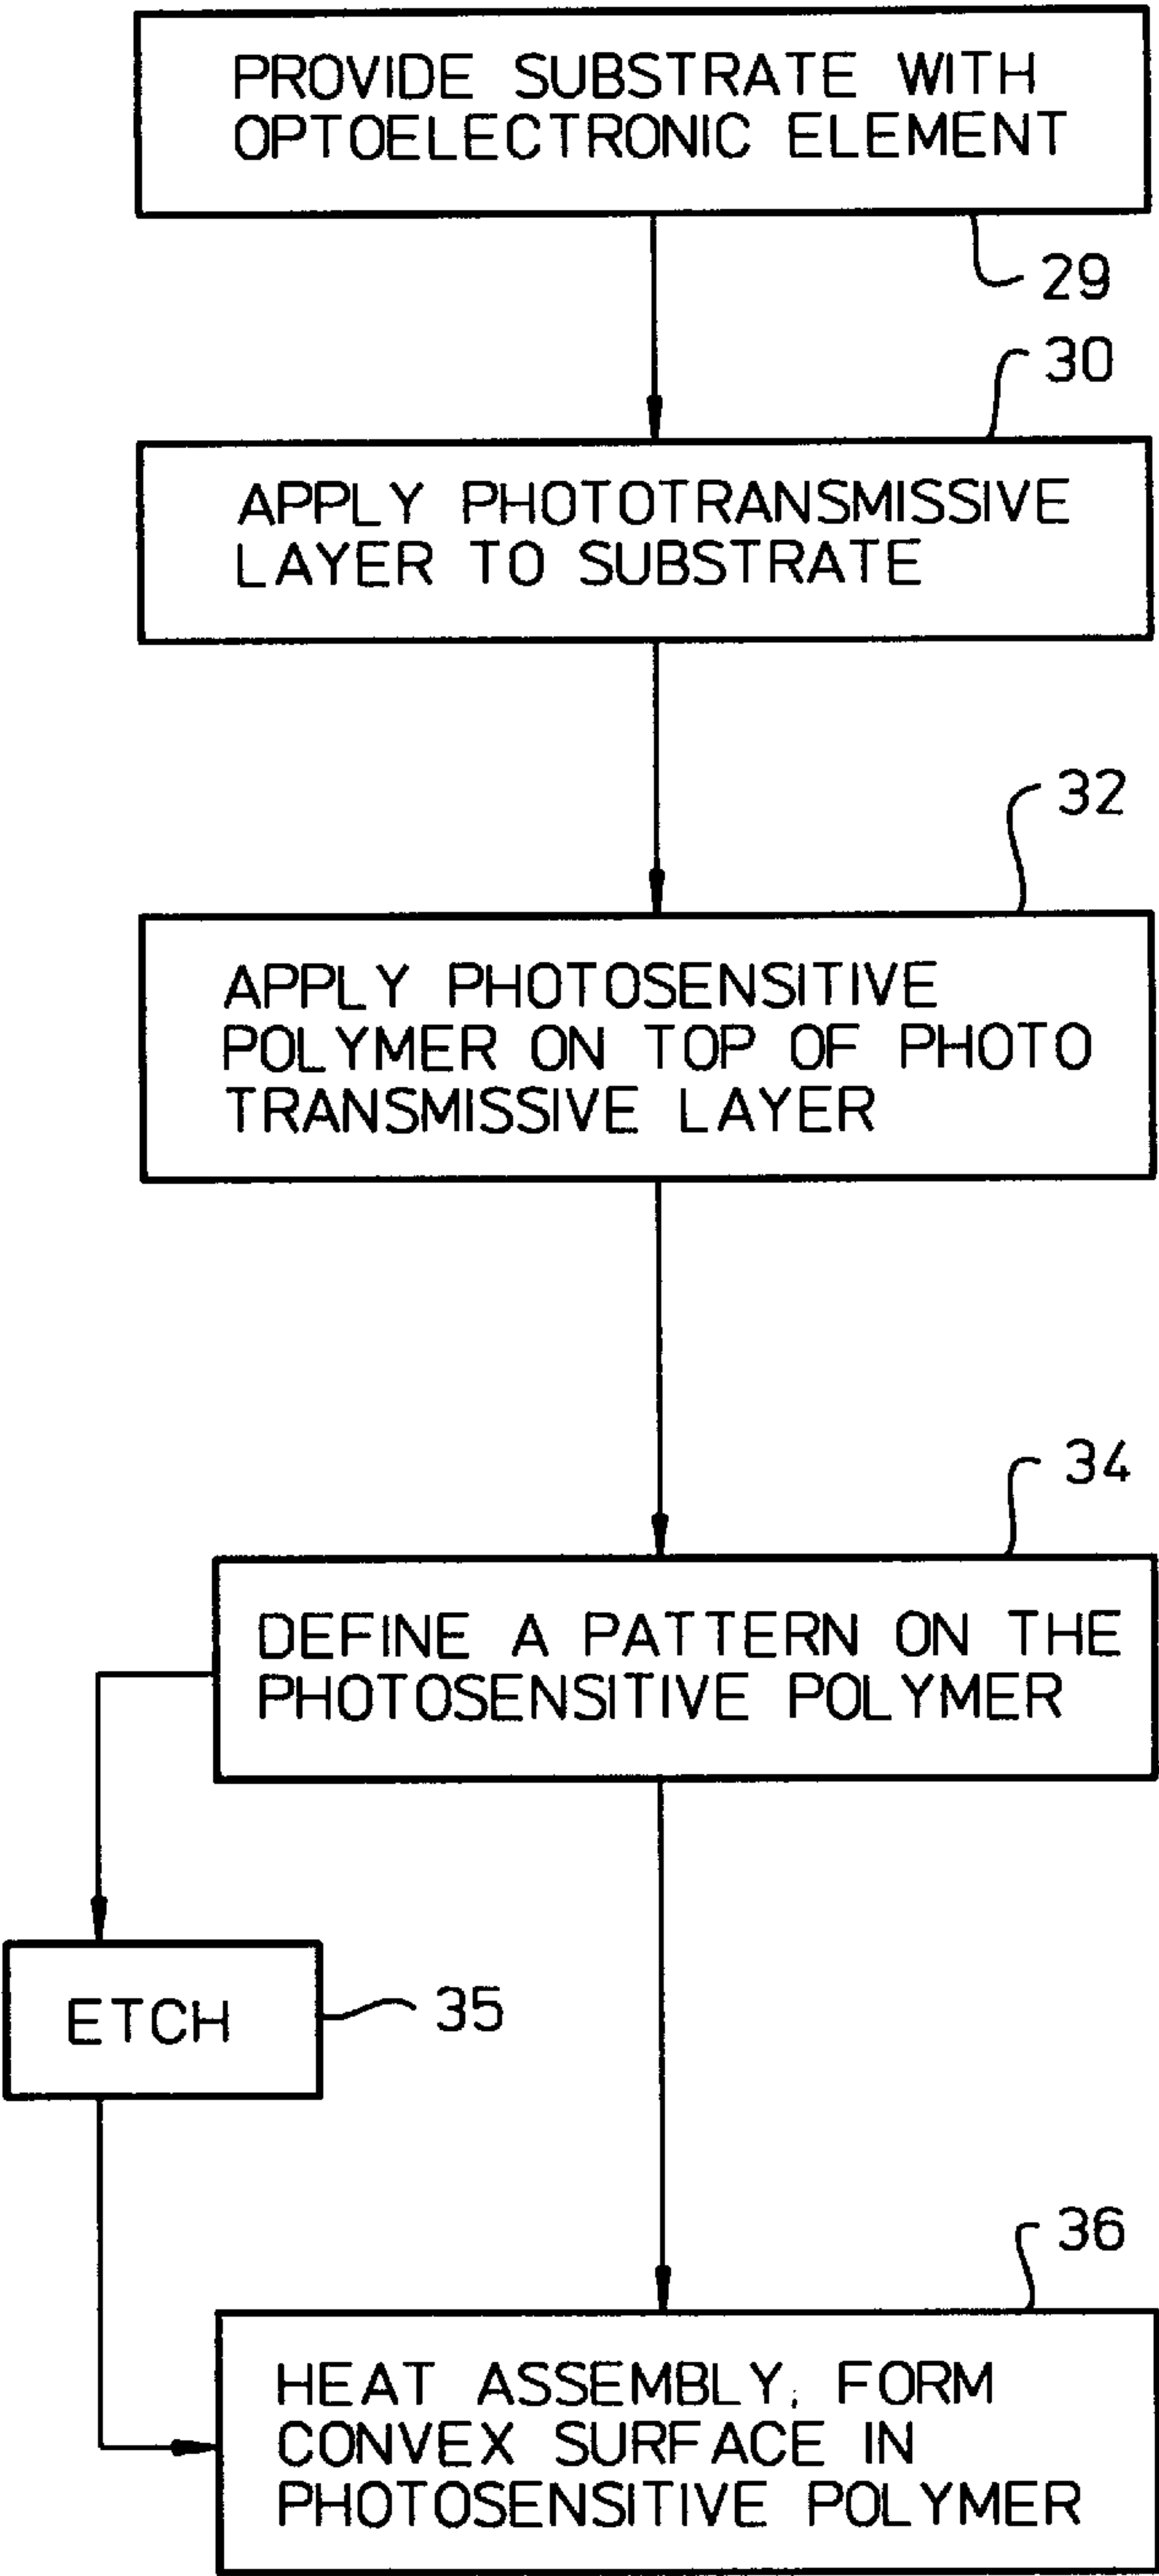 PROVIDE SUBSTRATE WITH
OPTOELECTRONIC ELEMENT
29
30
APPLY PHOTOTRANSMISSIVE
LAYER TO SUBSTRATE
32
APPLY PHOTOSENSITIVE
POLYMER ON TOP OF PHOTO
TRANSMISSIVE LAYER
34
DEFINE A PATTERN ON THE
PHOTOSENSITIVE POLYMER
ETCH
35
36
HEAT ASSEMBLY, FORM
CONVEX SURFACE IN
PHOTOSENSITIVE POLYMER